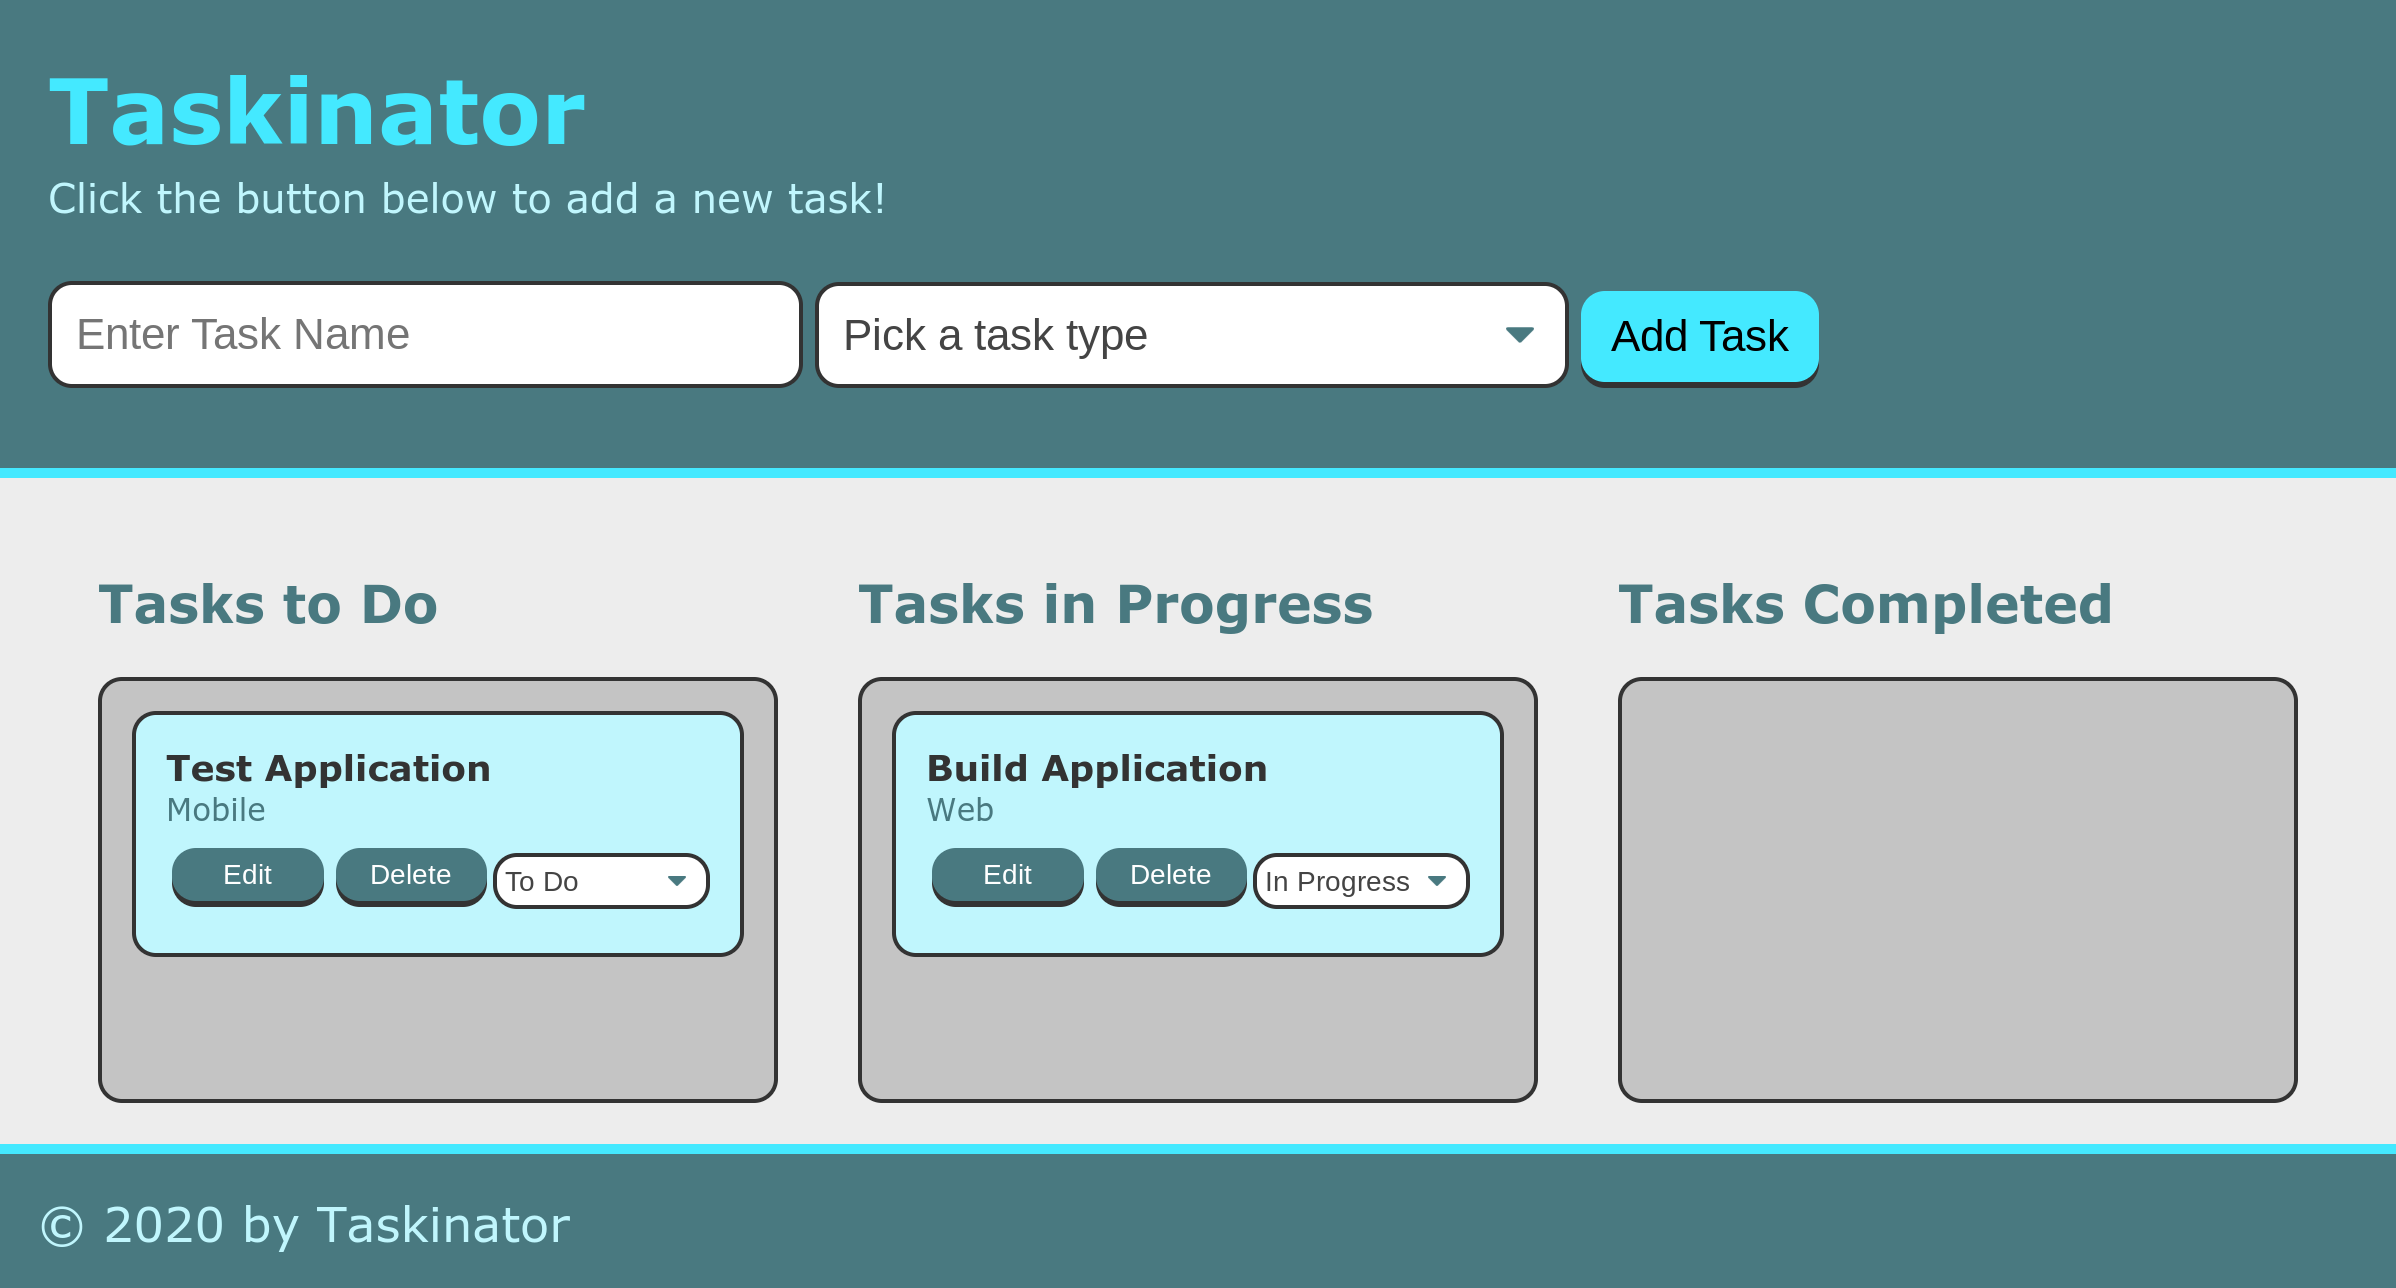 Taskinator
Click the button below to add a new task!
Enter Task Name
Pick a task type
Add Task
Tasks to Do
Test Application
Mobile
Edit
Delete
To Do
Tasks in Progress
Build Application
Web
Edit
Delete
In Progress
Tasks Completed
© 2020 by Taskinator